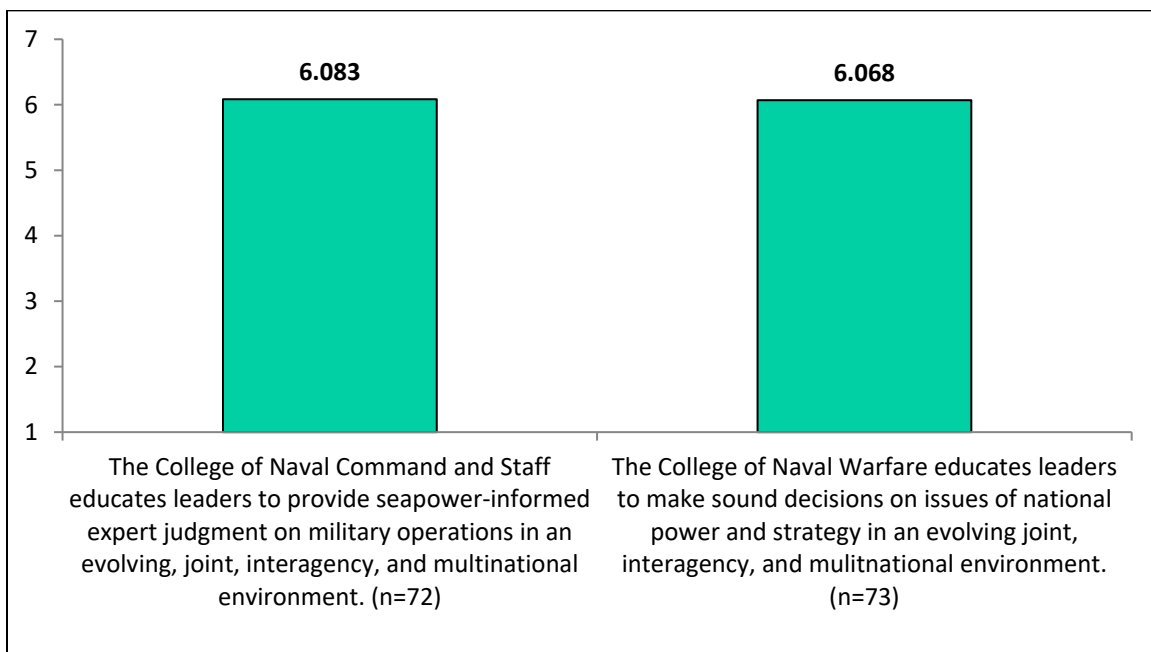 7
6.083
6.068
6
5
4
3
2
1
The College of Naval Command and Staff
educates leaders to provide seapower-informed
expert judgment on military operations in an
evolving, joint, interagency, and multinational
environment. (n=72)
The College of Naval Warfare educates leaders
to make sound decisions on issues of national
power and strategy in an evolving joint,
interagency, and mulitnational environment.
(n=73)